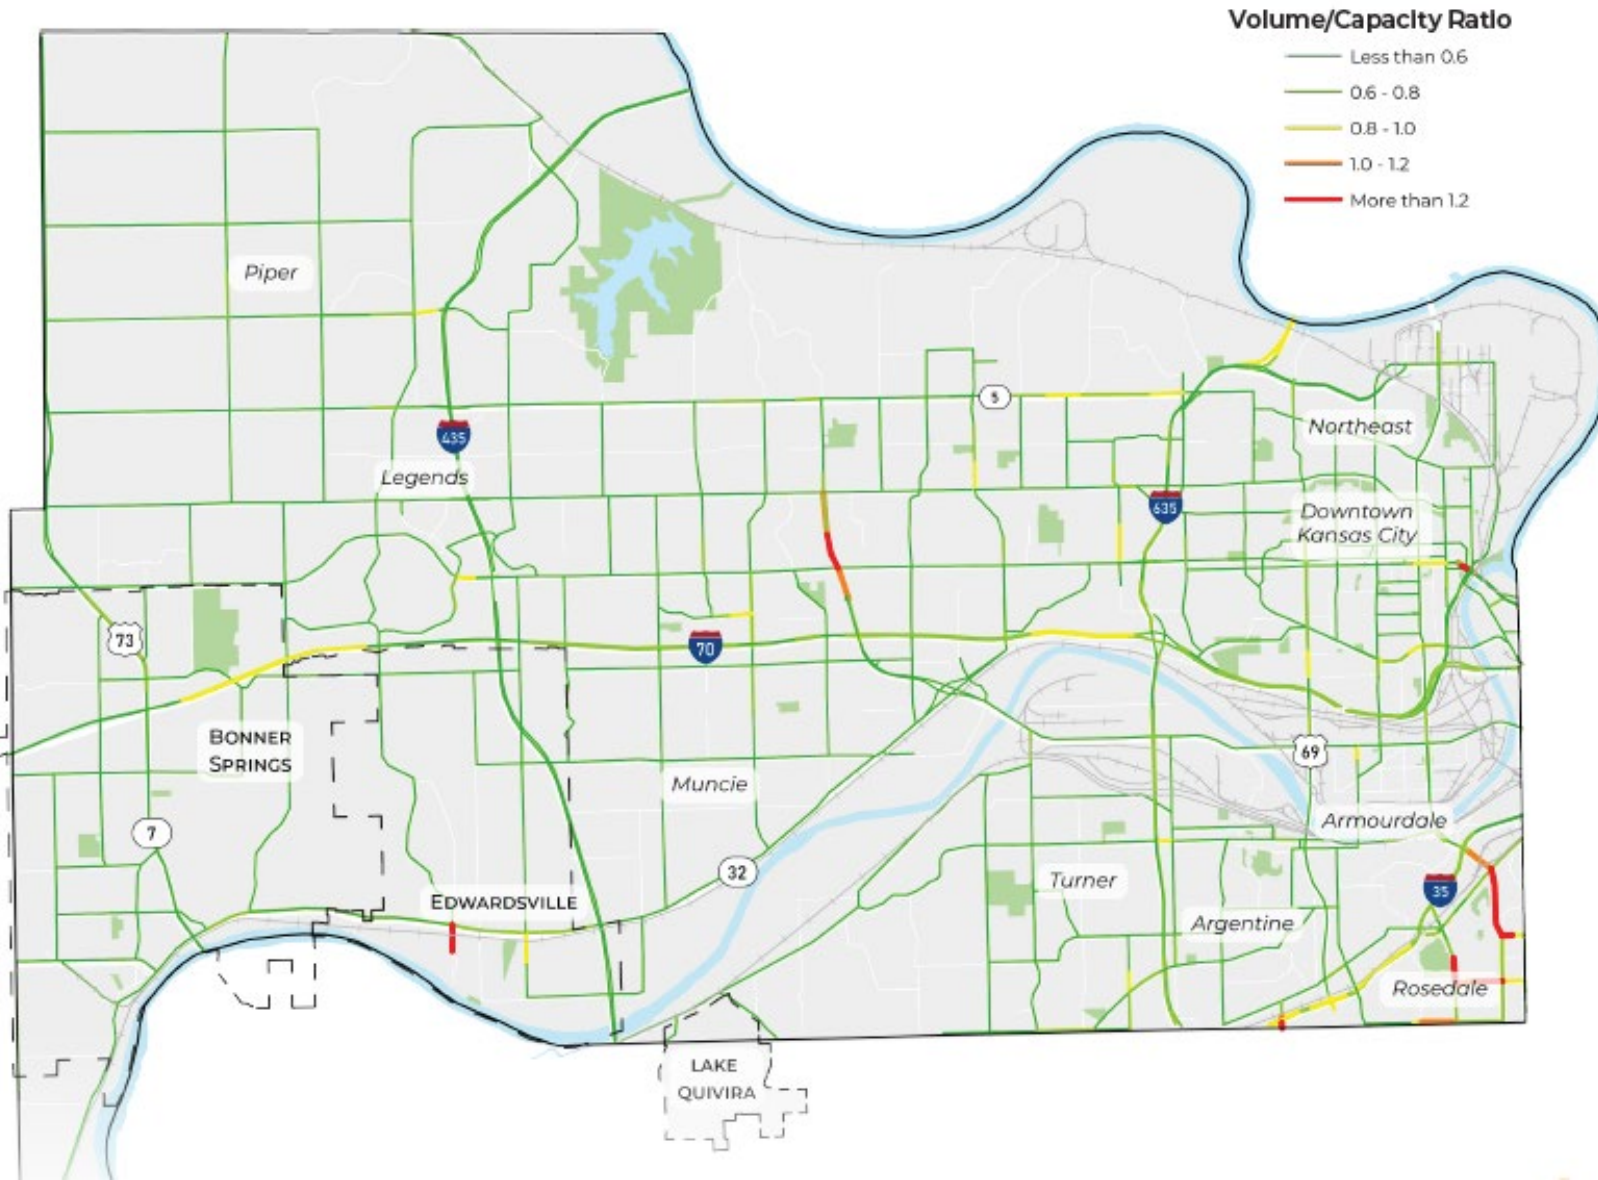 Volume/Capacity Ratio
Less than 0.6
0.6 - 0.8
0.8 - 1.0
1.0 - 1.2
More than 1.2
Piper
5
Northeast
435
Legends
635
Downtown
Kansas City
73
70
BONNER
SPRINGS
69
Muncie
7
Armourdale
32
Turner
35
EDWARDSVILLE
Argentine
Rosedale
LAKE
QUIVIRA